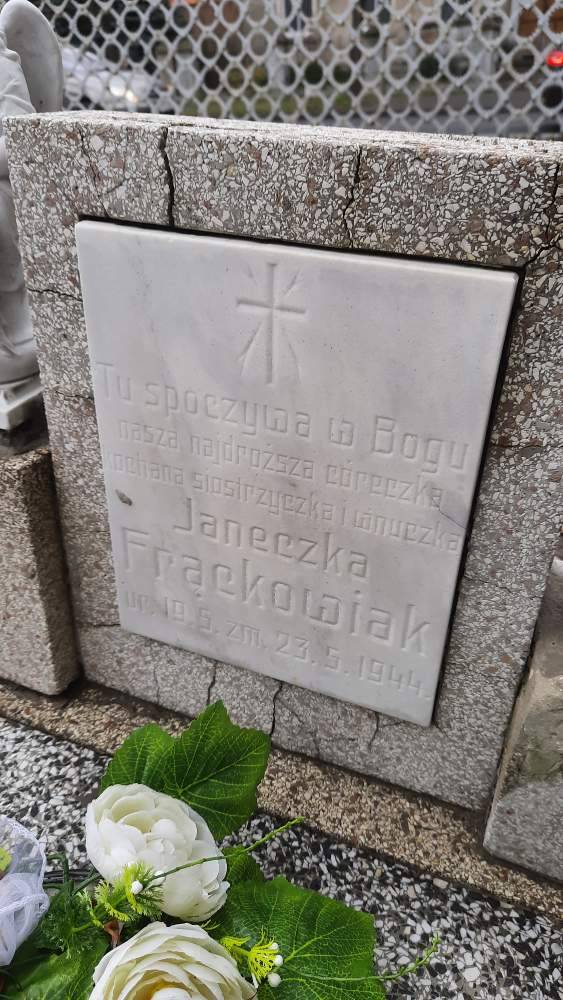 Tu spoczywa w Bogu
nasza najdroższa córeczka
kochana siostrzyczka i wnuczka
Janeczka
Frąckowiak
ur. 19.5. zm. 23.5.1944.